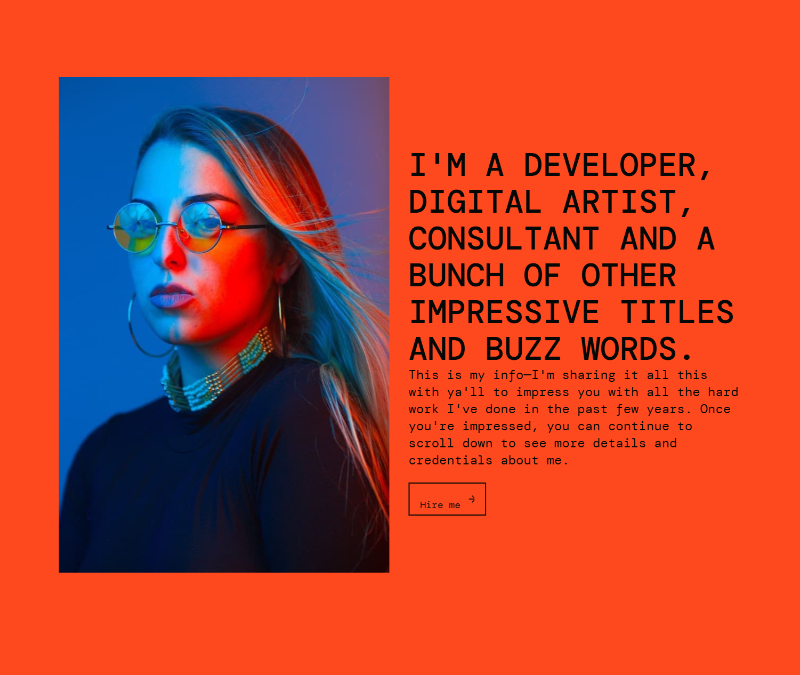 I'M A DEVELOPER,
DIGITAL ARTIST,
CONSULTANT AND A
BUNCH OF OTHER
IMPRESSIVE TITLES
AND BUZZ WORDS.
This is my info—I'm sharing it all this
with ya'll to impress you with all the hard
work I've done in the past few years. Once
you're impressed, you can continue to
scroll down to see more details and
credentials about me.
Hire me